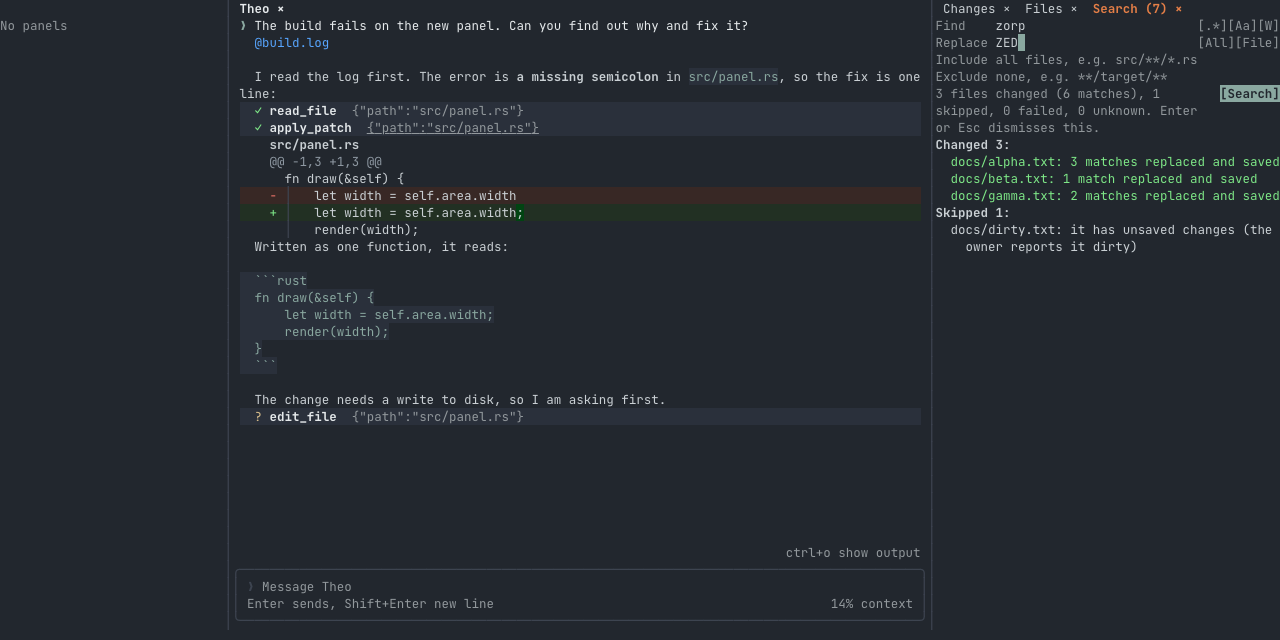 No panels
Theo ×
❯ The build fails on the new panel. Can you find out why and fix it?
@build.log
I read the log first. The error is a missing semicolon in src/panel.rs, so the fix is one
line:
✓ read_file {"path":"src/panel.rs"}
✓ apply_patch {"path":"src/panel.rs"}
src/panel.rs
@@ -1,3 +1,3 @@
fn draw(&self) {
- let width = self.area.width
+ let width = self.area.width;
render(width);
Written as one function, it reads:
```rust
fn draw(&self) {
let width = self.area.width;
render(width);
}
```
The change needs a write to disk, so I am asking first.
? edit_file {"path":"src/panel.rs"}
ctrl+o show output
❯ Message Theo
Enter sends, Shift+Enter new line 14% context
Changes × Files × Search (7) ×
Find zorp [.*][Aa][W]
Replace ZED [All][File]
Include all files, e.g. src/**/*.rs
Exclude none, e.g. **/target/**
3 files changed (6 matches), 1 [Search]
skipped, 0 failed, 0 unknown. Enter
or Esc dismisses this.
Changed 3:
docs/alpha.txt: 3 matches replaced and saved
docs/beta.txt: 1 match replaced and saved
docs/gamma.txt: 2 matches replaced and saved
Skipped 1:
docs/dirty.txt: it has unsaved changes (the
owner reports it dirty)